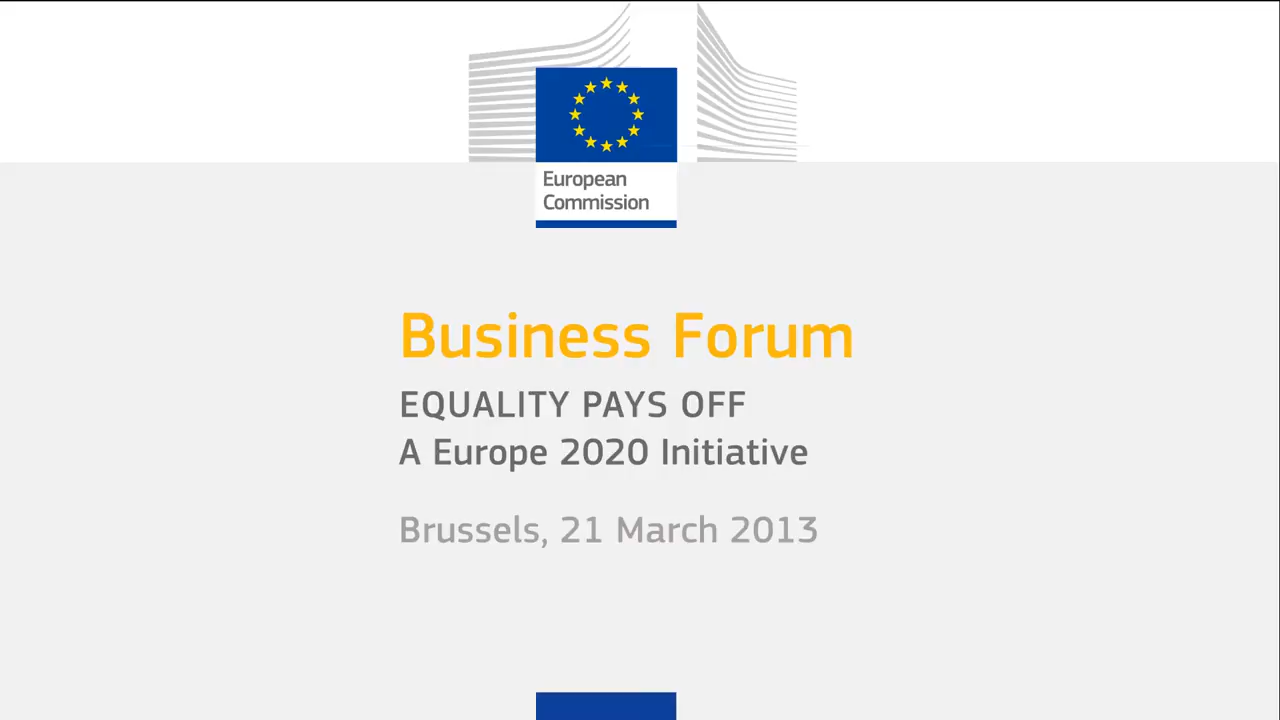 European
Commission
Business Forum
EQUALITY PAYS OFF
A Europe 2020 Initiative
Brussels, 21 March 2013